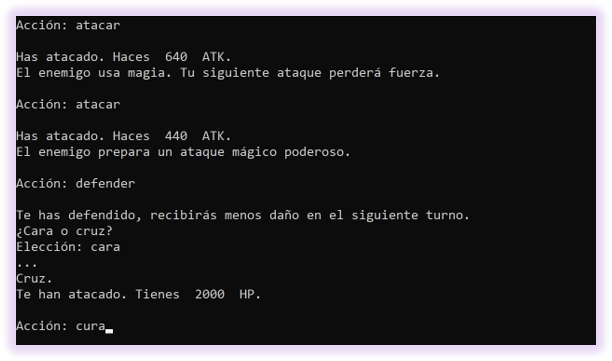 Acción: atacar
Has atacado. Haces  640  ATK.
El enemigo usa magia. Tu siguiente ataque perderá fuerza.
Acción: atacar
Has atacado. Haces  440  ATK.
El enemigo prepara un ataque mágico poderoso.
Acción: defender
Te has defendido, recibirás menos daño en el siguiente turno.
¿Cara o cruz?
Elección: cara
...
Cruz.
Te han atacado. Tienes  2000  HP.
Acción: cura